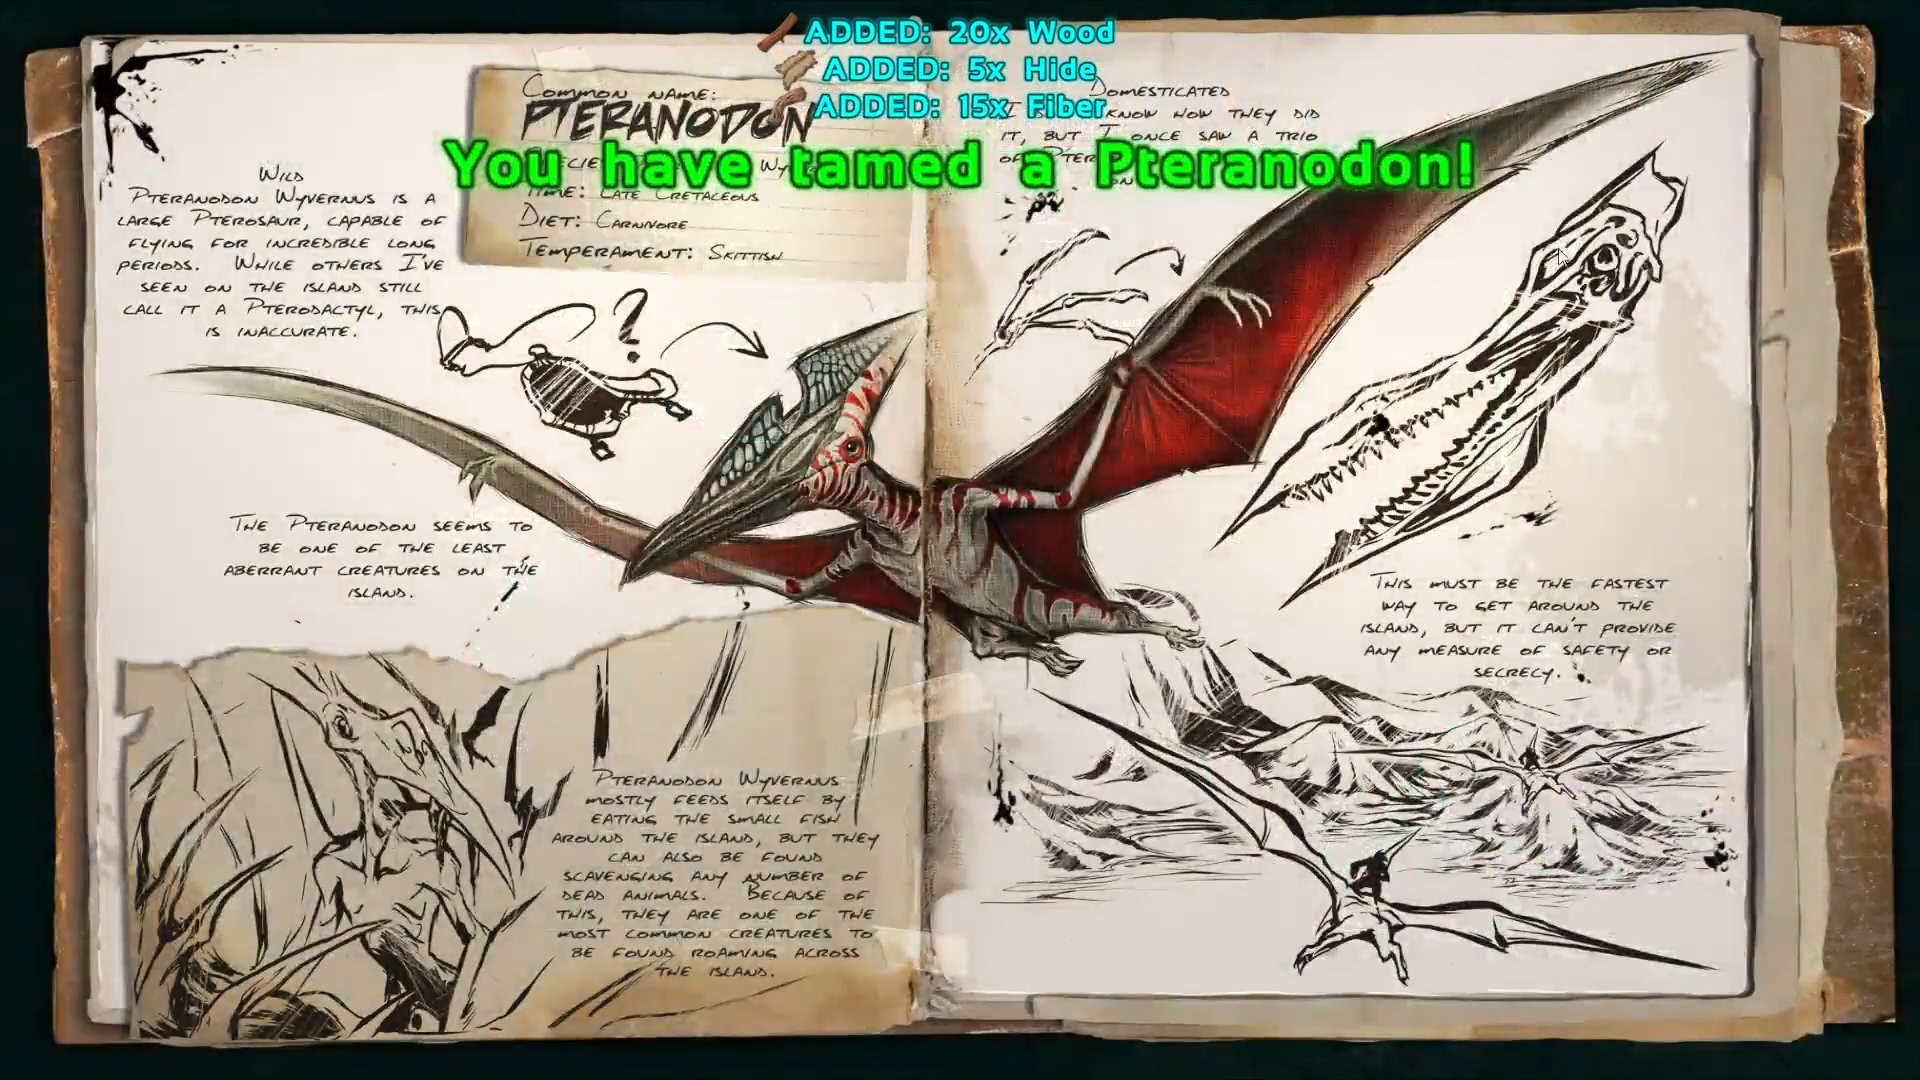 ADDED: 20x Wood
ADDED: 5x Hide
ADDED: 15x Fiber
You have tamed a Pteranodon!
COMMON NAME:
PTERANODON
TIME: LATE CRETACEOUS
DIET: CARNIVORE
TEMPERAMENT: SKITTISH
WILD
PTERANODON WYVERNUS IS A
LARGE PTEROSAUR, CAPABLE OF
FLYING FOR INCREDIBLE LONG
PERIODS. WHILE OTHERS I'VE
SEEN ON THE ISLAND STILL
CALL IT A PTERODACTYL, THIS
IS INACCURATE.
?
THE PTERANODON SEEMS TO
BE ONE OF THE LEAST
ABERRANT CREATURES ON THE
ISLAND.
PTERANODON WYVERNUS
MOSTLY FEEDS ITSELF BY
EATING THE SMALL FISH
AROUND THE ISLAND, BUT THEY
CAN ALSO BE FOUND
SCAVENGING ANY NUMBER OF
DEAD ANIMALS. BECAUSE OF
THIS, THEY ARE ONE OF THE
MOST COMMON CREATURES TO
BE FOUND ROAMING ACROSS
THE ISLAND.
DOMESTICATED
I KNOW HOW THEY DID
IT, BUT I ONCE SAW A TRIO
OF
THIS MUST BE THE FASTEST
WAY TO GET AROUND THE
ISLAND, BUT IT CAN'T PROVIDE
ANY MEASURE OF SAFETY OR
SECRECY.